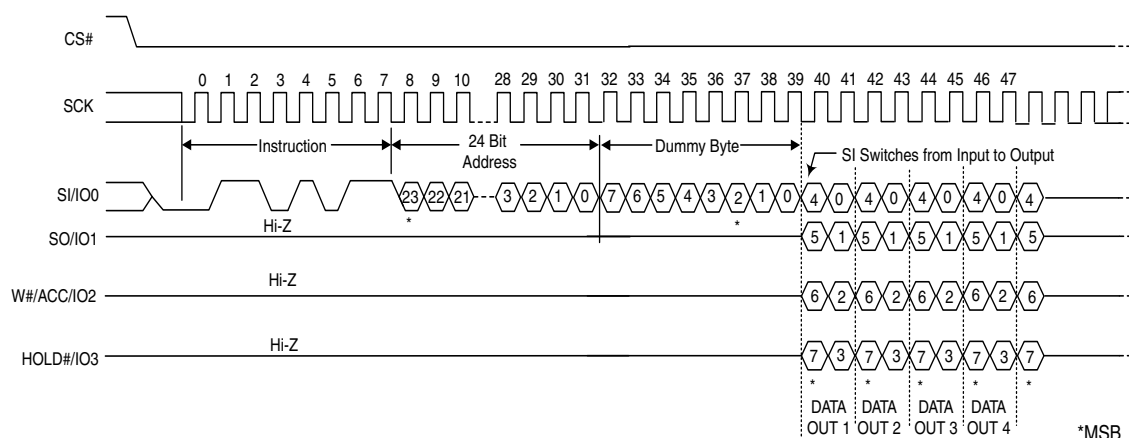 CS#
0 1 2 3 4 5 6 7 8 9 10 28 29 30 31 32 33 34 35 36 37 38 39 40 41 42 43 44 45 46 47
SCK
Instruction
24 Bit
Address
Dummy Byte
SI Switches from Input to Output
SI/IO0
23 22 21 3 2 1 0 7 6 5 4 3 2 1 0 4 0 4 0 4 0 4 0 4
* *
Hi-Z
SO/IO1
5 1 5 1 5 1 5 1 5
Hi-Z
W#/ACC/IO2
6 2 6 2 6 2 6 2 6
Hi-Z
HOLD#/IO3
7 3 7 3 7 3 7 3 7
* * * * *
DATA DATA DATA DATA
OUT 1 OUT 2 OUT 3 OUT 4
*MSB